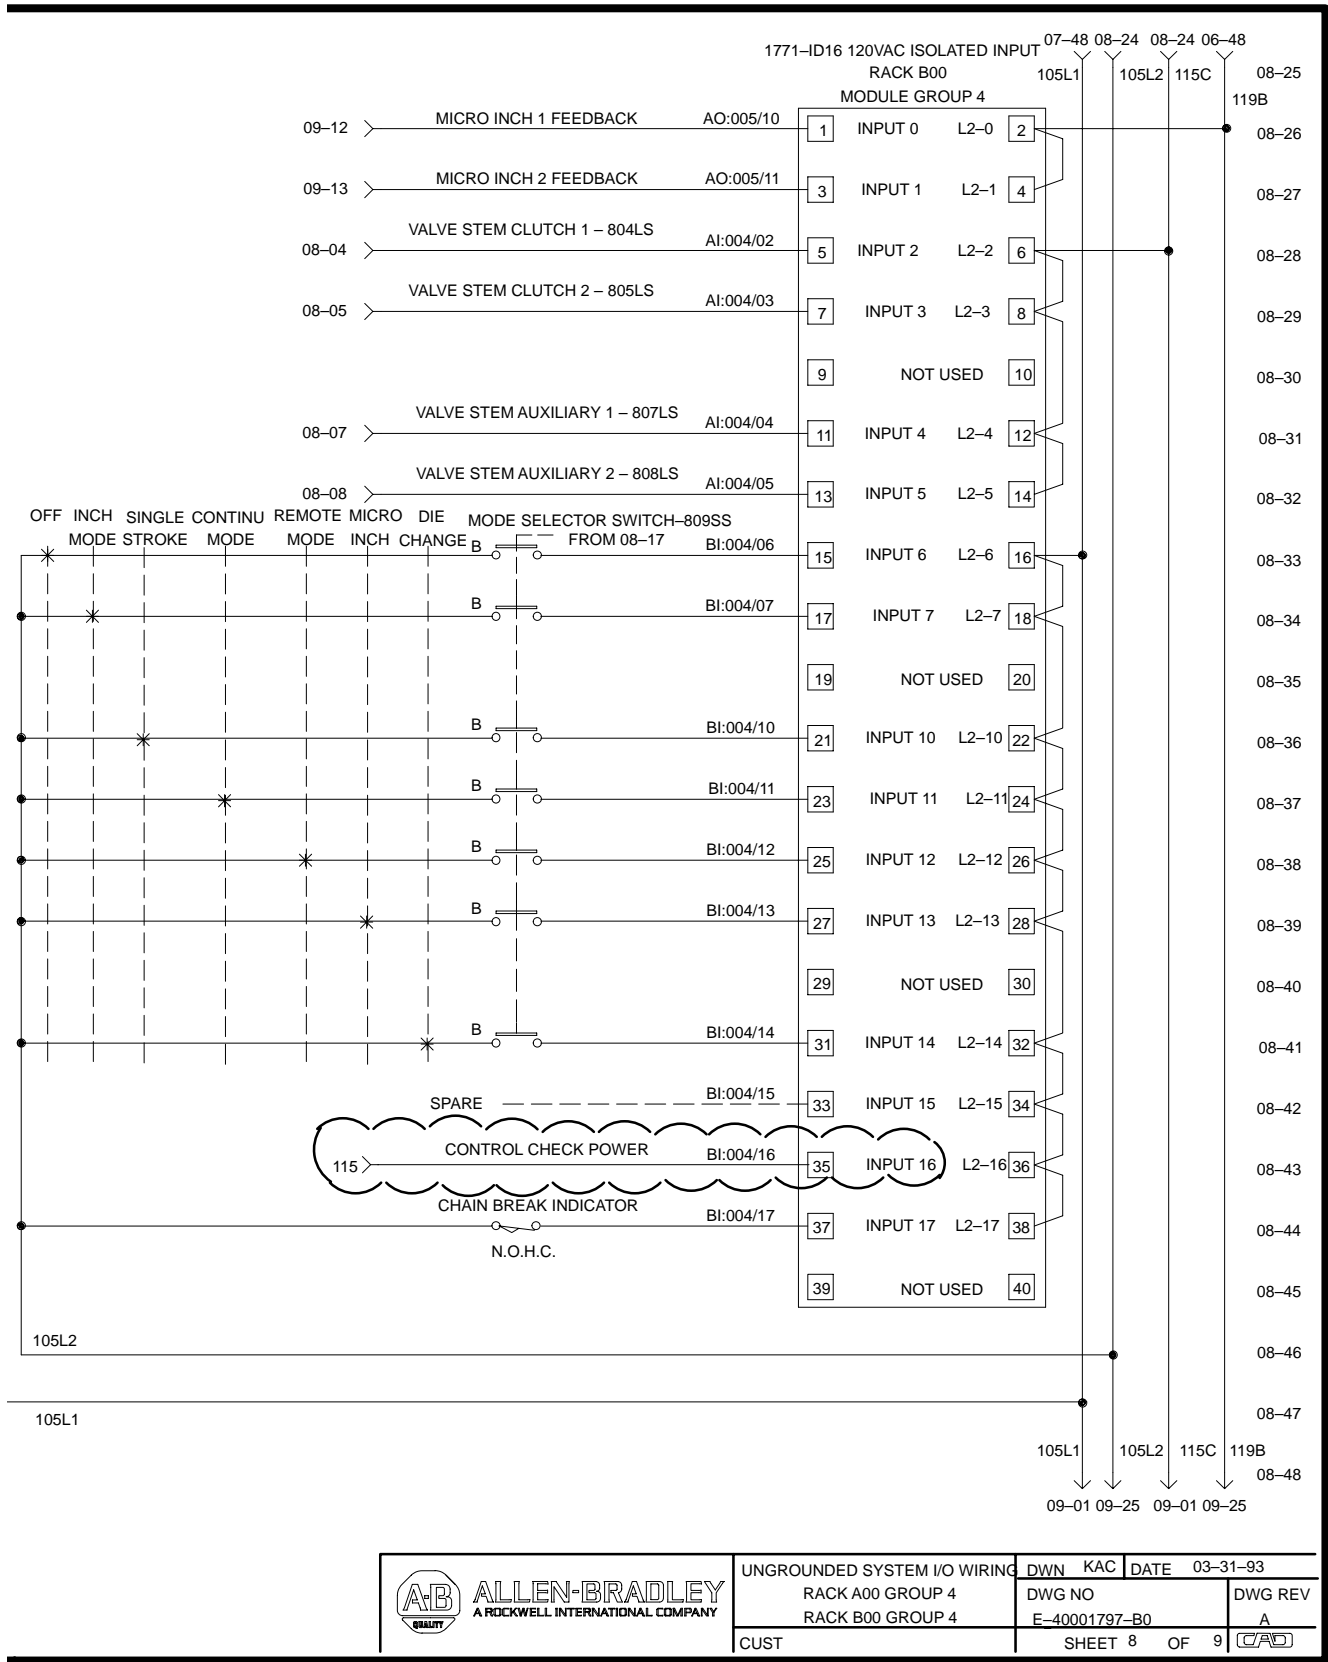 1771–ID16 120VAC ISOLATED INPUT
RACK B00
MODULE GROUP 4
07–48 08–24 08–24 06–48
105L1 105L2 115C 08–25
119B
09–12 MICRO INCH 1 FEEDBACK AO:005/10 1 INPUT 0 L2–0 2 08–26
09–13 MICRO INCH 2 FEEDBACK AO:005/11 3 INPUT 1 L2–1 4 08–27
08–04 VALVE STEM CLUTCH 1 – 804LS AI:004/02 5 INPUT 2 L2–2 6 08–28
08–05 VALVE STEM CLUTCH 2 – 805LS AI:004/03 7 INPUT 3 L2–3 8 08–29
9 NOT USED 10 08–30
08–07 VALVE STEM AUXILIARY 1 – 807LS AI:004/04 11 INPUT 4 L2–4 12 08–31
08–08 VALVE STEM AUXILIARY 2 – 808LS AI:004/05 13 INPUT 5 L2–5 14 08–32
OFF INCH SINGLE CONTINU REMOTE MICRO DIE MODE SELECTOR SWITCH–809SS
MODE STROKE MODE MODE INCH CHANGE FROM 08–17
B BI:004/06 15 INPUT 6 L2–6 16 08–33
B BI:004/07 17 INPUT 7 L2–7 18 08–34
19 NOT USED 20 08–35
B BI:004/10 21 INPUT 10 L2–10 22 08–36
B BI:004/11 23 INPUT 11 L2–11 24 08–37
B BI:004/12 25 INPUT 12 L2–12 26 08–38
B BI:004/13 27 INPUT 13 L2–13 28 08–39
29 NOT USED 30 08–40
B BI:004/14 31 INPUT 14 L2–14 32 08–41
SPARE BI:004/15 33 INPUT 15 L2–15 34 08–42
115 CONTROL CHECK POWER BI:004/16 35 INPUT 16 L2–16 36 08–43
CHAIN BREAK INDICATOR BI:004/17 37 INPUT 17 L2–17 38 08–44
N.O.H.C.
39 NOT USED 40 08–45
105L2 08–46
105L1 08–47
105L1 105L2 115C 119B
08–48
09–01 09–25 09–01 09–25
A-B
QUALITY
ALLEN-BRADLEY
A ROCKWELL INTERNATIONAL COMPANY
UNGROUNDED SYSTEM I/O WIRING
RACK A00 GROUP 4
RACK B00 GROUP 4
CUST
DWN KAC DATE 03–31–93
DWG NO DWG REV
E–40001797–B0 A
SHEET 8 OF 9 CAD